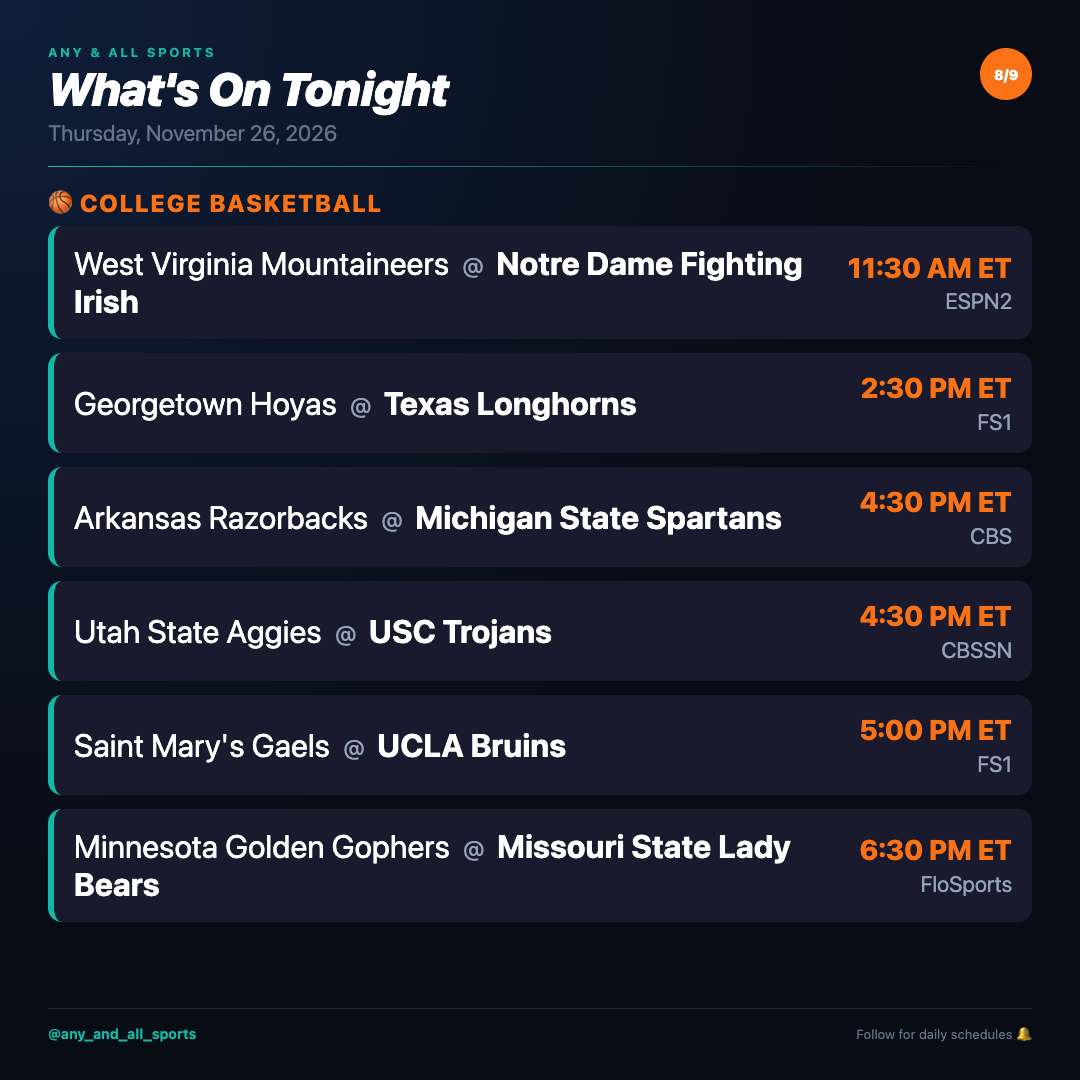 ANY & ALL SPORTS
What's On Tonight
8/9
Thursday, November 26, 2026
🏀 COLLEGE BASKETBALL
West Virginia Mountaineers @ Notre Dame Fighting
Irish
11:30 AM ET
ESPN2
Georgetown Hoyas @ Texas Longhorns
2:30 PM ET
FS1
Arkansas Razorbacks @ Michigan State Spartans
4:30 PM ET
CBS
Utah State Aggies @ USC Trojans
4:30 PM ET
CBSSN
Saint Mary's Gaels @ UCLA Bruins
5:00 PM ET
FS1
Minnesota Golden Gophers @ Missouri State Lady
Bears
6:30 PM ET
FloSports
@any_and_all_sports
Follow for daily schedules 🔔